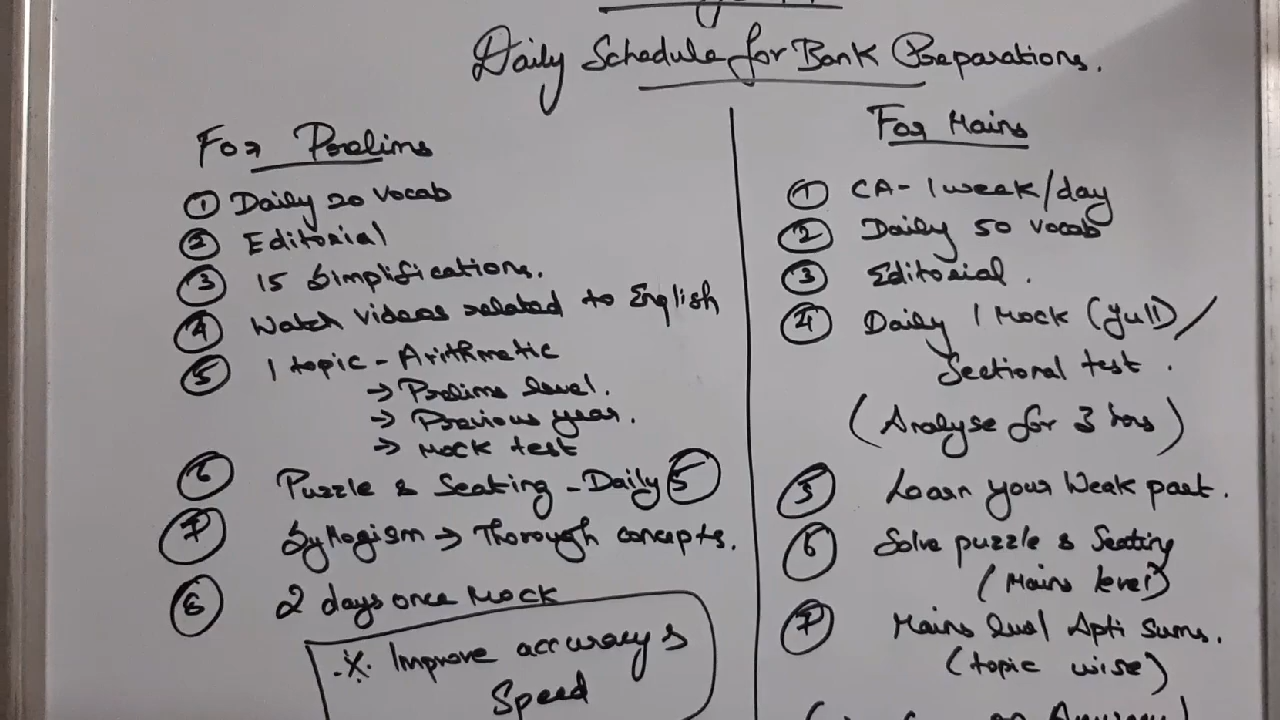 Daily Schedule for Bank Preparations.
For Prelims
① Daily 20 Vocab
② Editorial
③ 15 Simplifications.
④ Watch videos related to English
⑤ 1 topic - Arithmetic
→ Prelims level.
→ Previous year.
→ Mock test
⑥ Puzzle & Seating - Daily 5
⑦ Syllogism → Thorough concepts.
⑧ 2 days once Mock
Improve accuracy &
Speed
For Mains
① CA - 1 week/day
② Daily 50 Vocab
③ Editorial.
④ Daily 1 Mock (full) /
Sectional test.
(Analyse for 3 hrs)
⑤ Learn your Weak part.
⑥ Solve puzzle & Seating
(Mains level)
⑦ Mains level Apti Sums.
(topic wise)